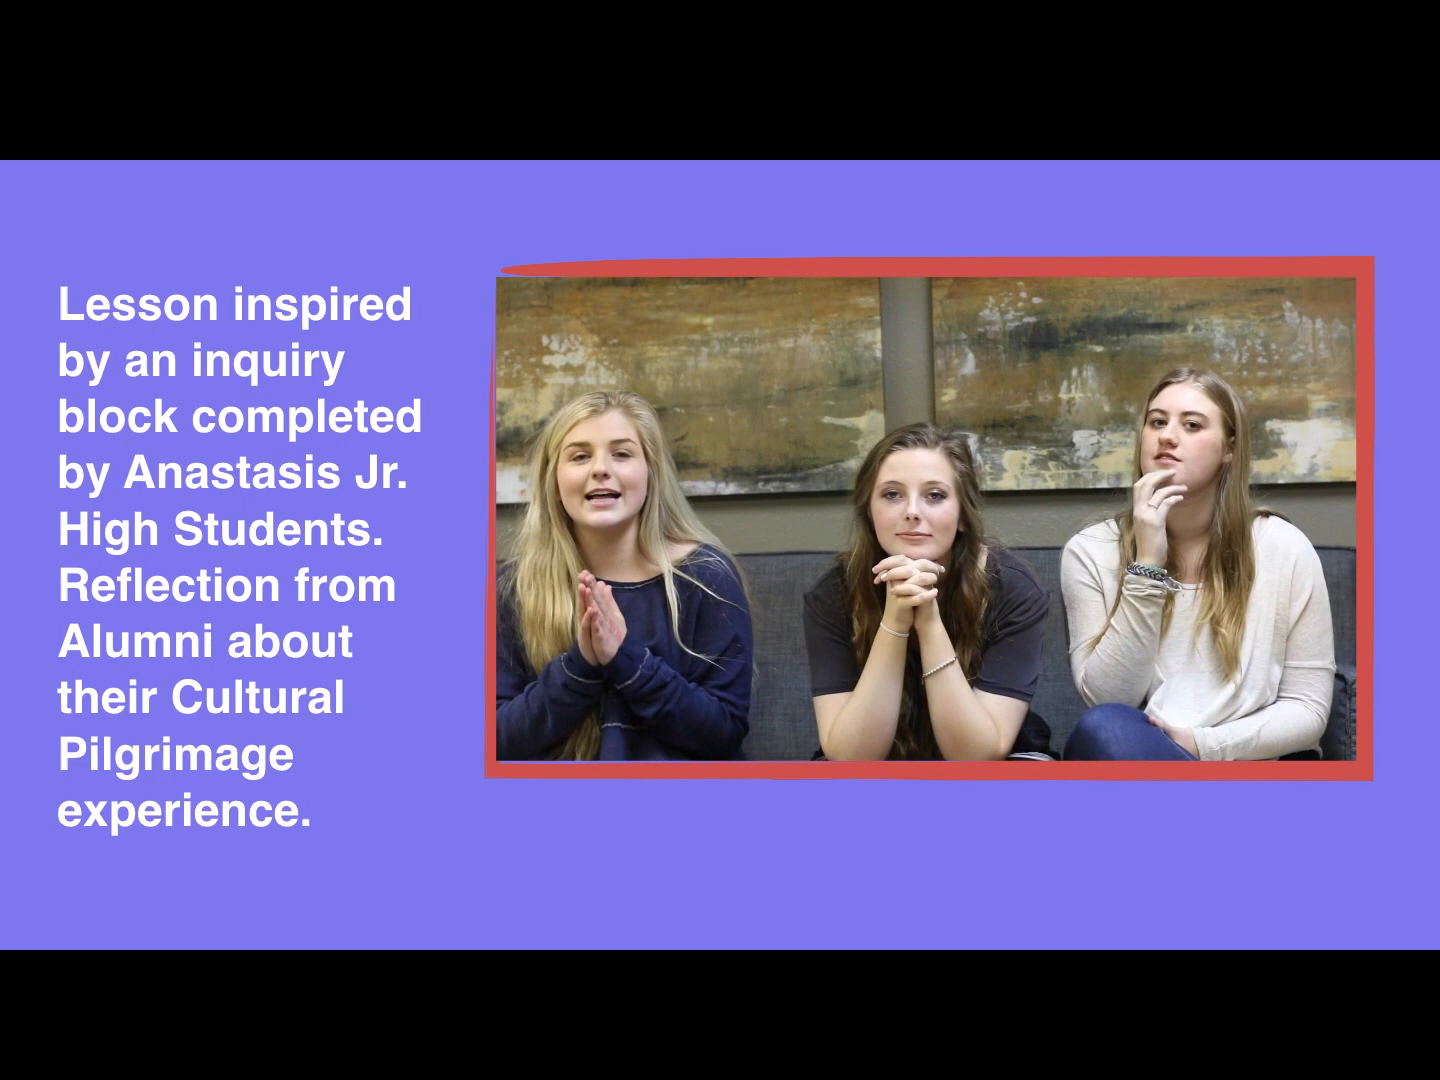 Lesson inspired
by an inquiry
block completed
by Anastasis Jr.
High Students.
Reflection from
Alumni about
their Cultural
Pilgrimage
experience.